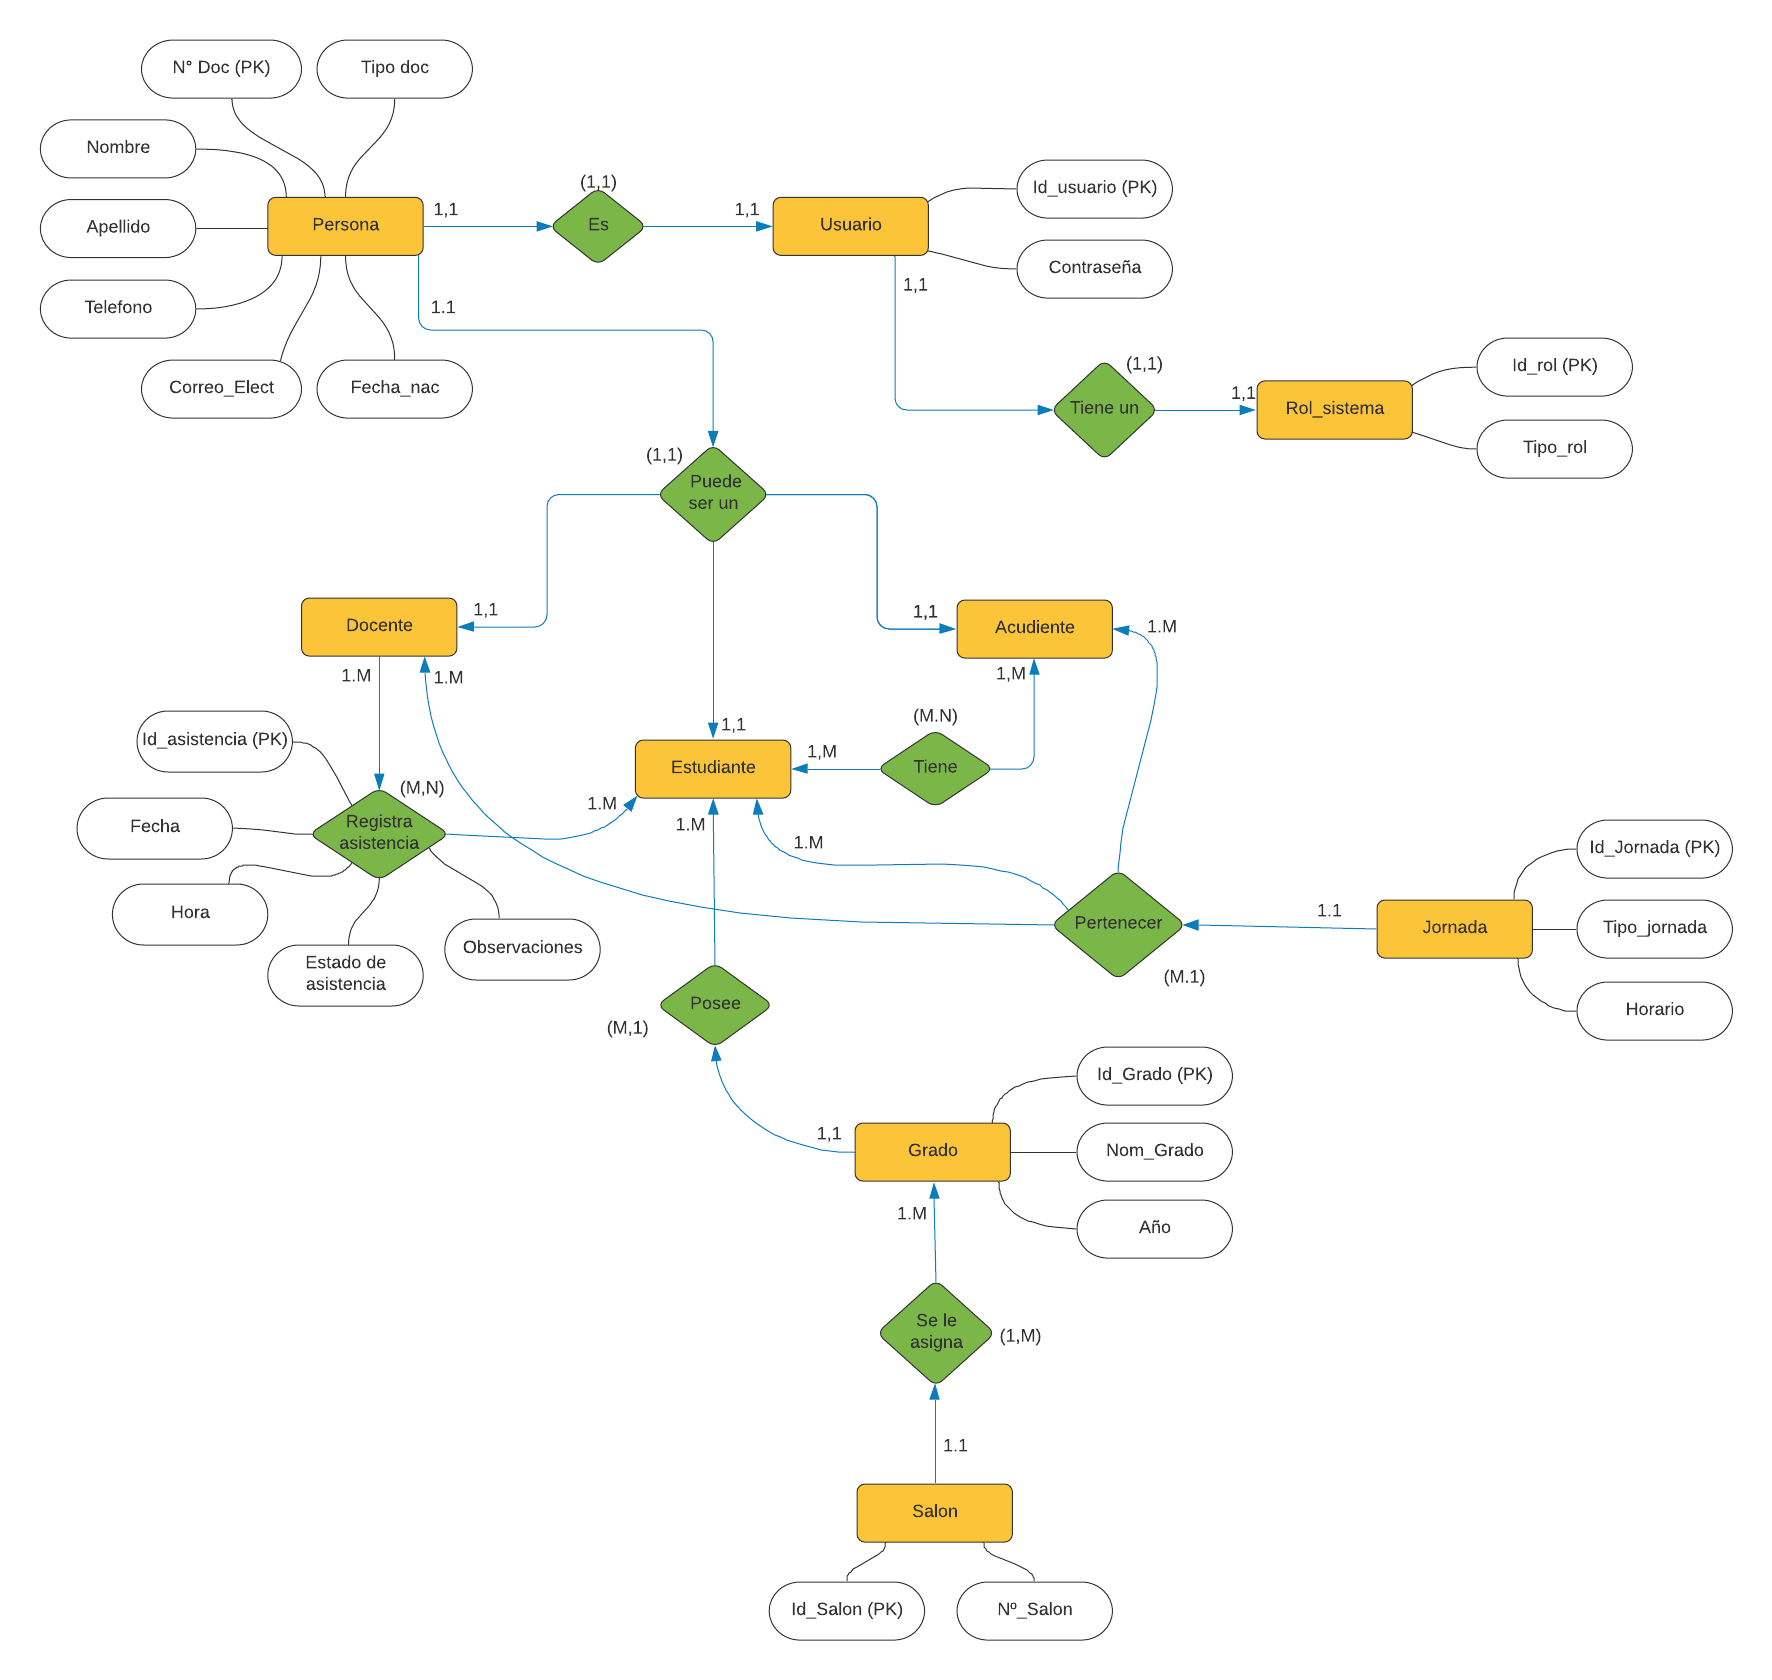 N° Doc (PK)
Tipo doc
Nombre
Apellido
Telefono
Correo_Elect
Fecha_nac
Persona
1,1
(1,1)
Es
1,1
Usuario
Id_usuario (PK)
Contraseña
1,1
1.1
(1,1)
Tiene un
1,1
Rol_sistema
Id_rol (PK)
Tipo_rol
(1,1)
Puede
ser un
1,1
Docente
1,1
Acudiente
1.M
1.M
1.M
1,M
1,1
(M.N)
Tiene
1,M
Estudiante
Id_asistencia (PK)
Fecha
Hora
Estado de
asistencia
Observaciones
(M,N)
Registra
asistencia
1.M
1.M
1.M
Pertenecer
(M.1)
1.1
Jornada
Id_Jornada (PK)
Tipo_jornada
Horario
Posee
(M,1)
1,1
Grado
Id_Grado (PK)
Nom_Grado
Año
1.M
Se le
asigna
(1,M)
1.1
Salon
Id_Salon (PK)
Nº_Salon